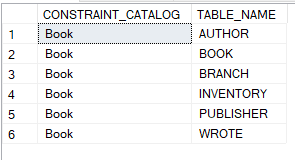 CONSTRAINT_CATALOG TABLE_NAME
1 Book AUTHOR
2 Book BOOK
3 Book BRANCH
4 Book INVENTORY
5 Book PUBLISHER
6 Book WROTE